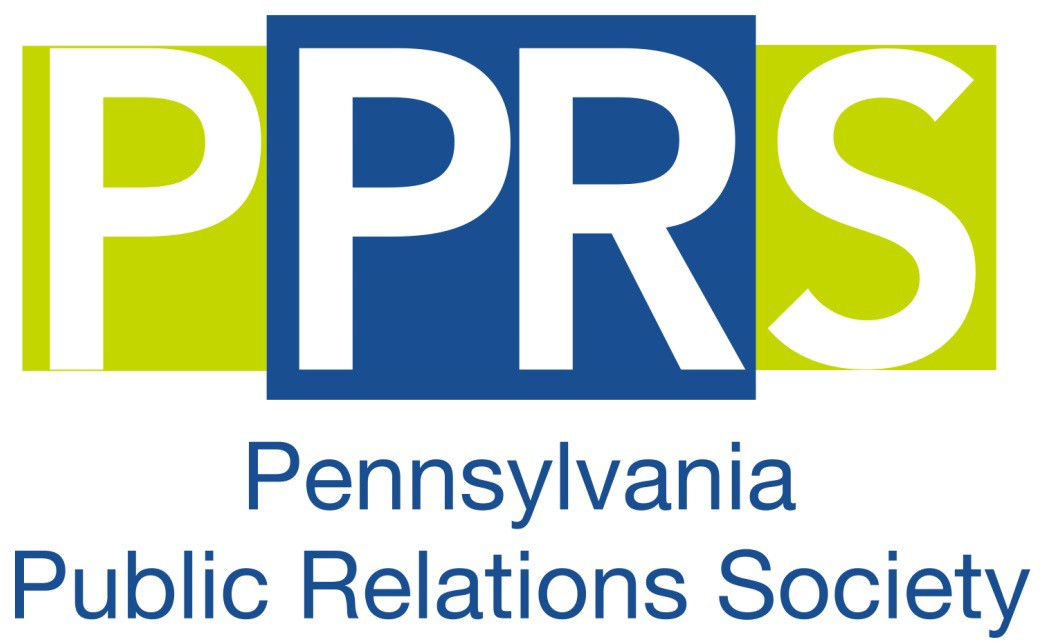 PPRS
Pennsylvania
Public Relations Society